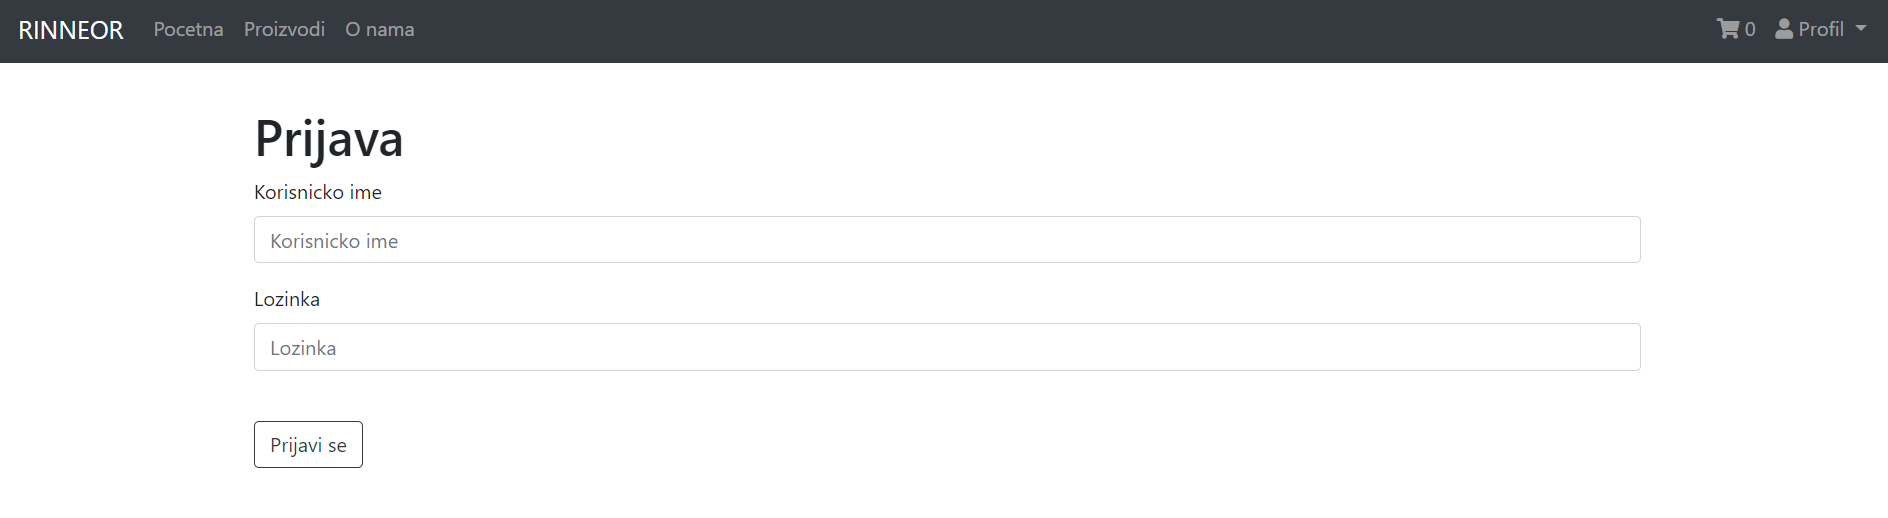 RINNEOR Pocetna Proizvodi O nama 0 Profil
Prijava
Korisnicko ime
Korisnicko ime
Lozinka
Lozinka
Prijavi se